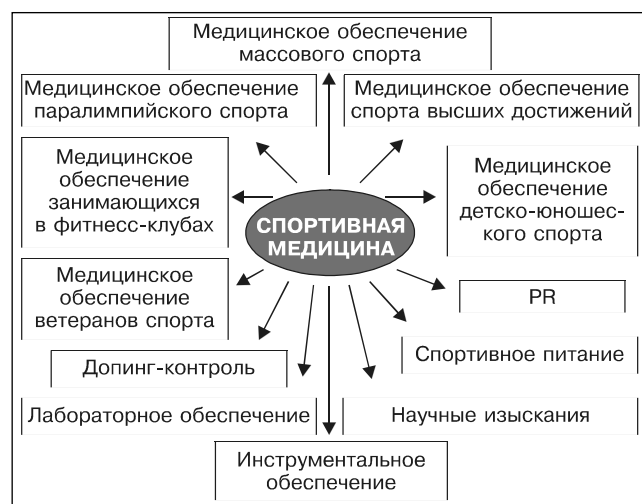 Медицинское обеспечение
массового спорта
Медицинское обеспечение
паралимпийского спорта
Медицинское обеспечение
спорта высших достижений
Медицинское
обеспечение
занимающихся
в фитнесс-клубах
Медицинское
обеспечение
детско-юношес-
кого спорта
СПОРТИВНАЯ
МЕДИЦИНА
Медицинское
обеспечение
ветеранов спорта
PR
Допинг-контроль
Спортивное питание
Лабораторное обеспечение
Научные изыскания
Инструментальное
обеспечение